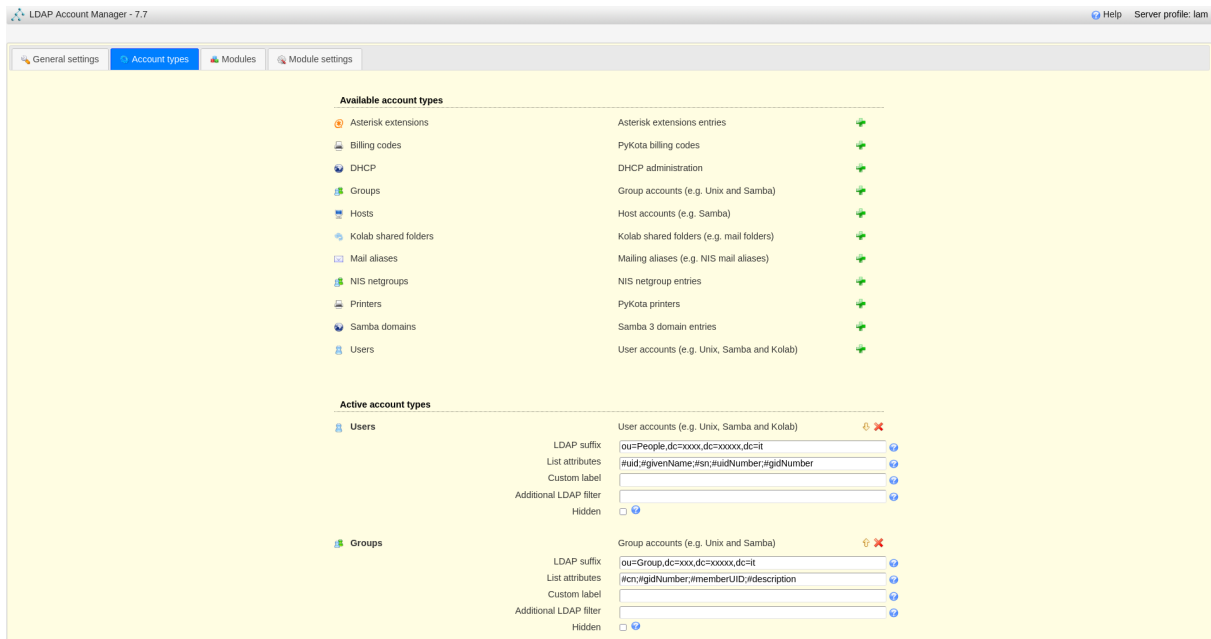 LDAP Account Manager - 7.7 Help Server profile: lam
General settings Account types Modules Module settings
Available account types
Asterisk extensions Asterisk extensions entries
Billing codes PyKota billing codes
DHCP DHCP administration
Groups Group accounts (e.g. Unix and Samba)
Hosts Host accounts (e.g. Samba)
Kolab shared folders Kolab shared folders (e.g. mail folders)
Mail aliases Mailing aliases (e.g. NIS mail aliases)
NIS netgroups NIS netgroup entries
Printers PyKota printers
Samba domains Samba 3 domain entries
Users User accounts (e.g. Unix, Samba and Kolab)
Active account types
Users User accounts (e.g. Unix, Samba and Kolab)
LDAP suffix ou=People,dc=xxxx,dc=xxxxx,dc=it
List attributes #uid;#givenName;#sn;#uidNumber;#gidNumber
Custom label
Additional LDAP filter
Hidden
Groups Group accounts (e.g. Unix and Samba)
LDAP suffix ou=Group,dc=xxx,dc=xxxxx,dc=it
List attributes #cn;#gidNumber;#memberUID;#description
Custom label
Additional LDAP filter
Hidden